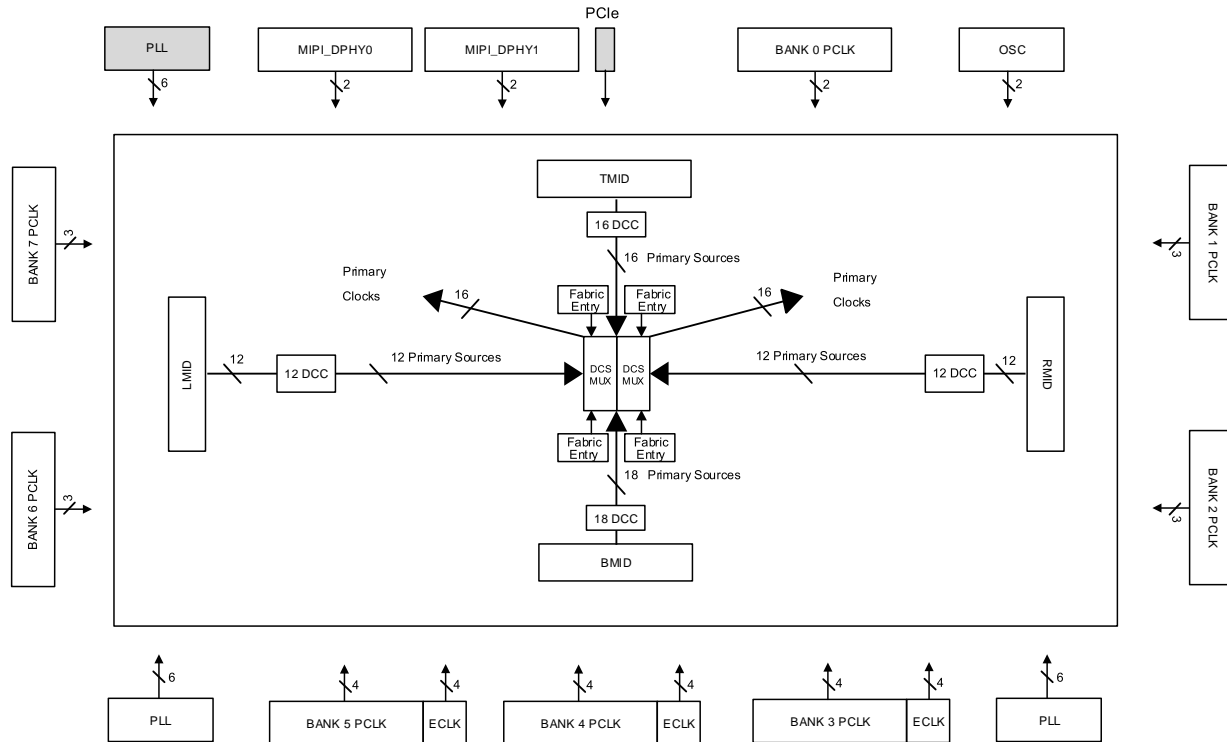 PCIe
PLL
MIPI_DPHY0
MIPI_DPHY1
BANK 0 PCLK
OSC
6
2
2
2
2
TMID
16 DCC
BANK 7 PCLK
3
BANK 1 PCLK
3
16 Primary Sources
Primary
Clocks
16
Fabric
Entry
Fabric
Entry
16
Primary
Clocks
LMID
12
12 DCC
12 Primary Sources
DCS
MUX
DCS
MUX
12 Primary Sources
12 DCC
12
RMID
Fabric
Entry
Fabric
Entry
18 Primary Sources
BANK 6 PCLK
3
BANK 2 PCLK
3
18 DCC
BMID
6
4
4
4
4
4
4
6
PLL
BANK 5 PCLK
ECLK
BANK 4 PCLK
ECLK
BANK 3 PCLK
ECLK
PLL